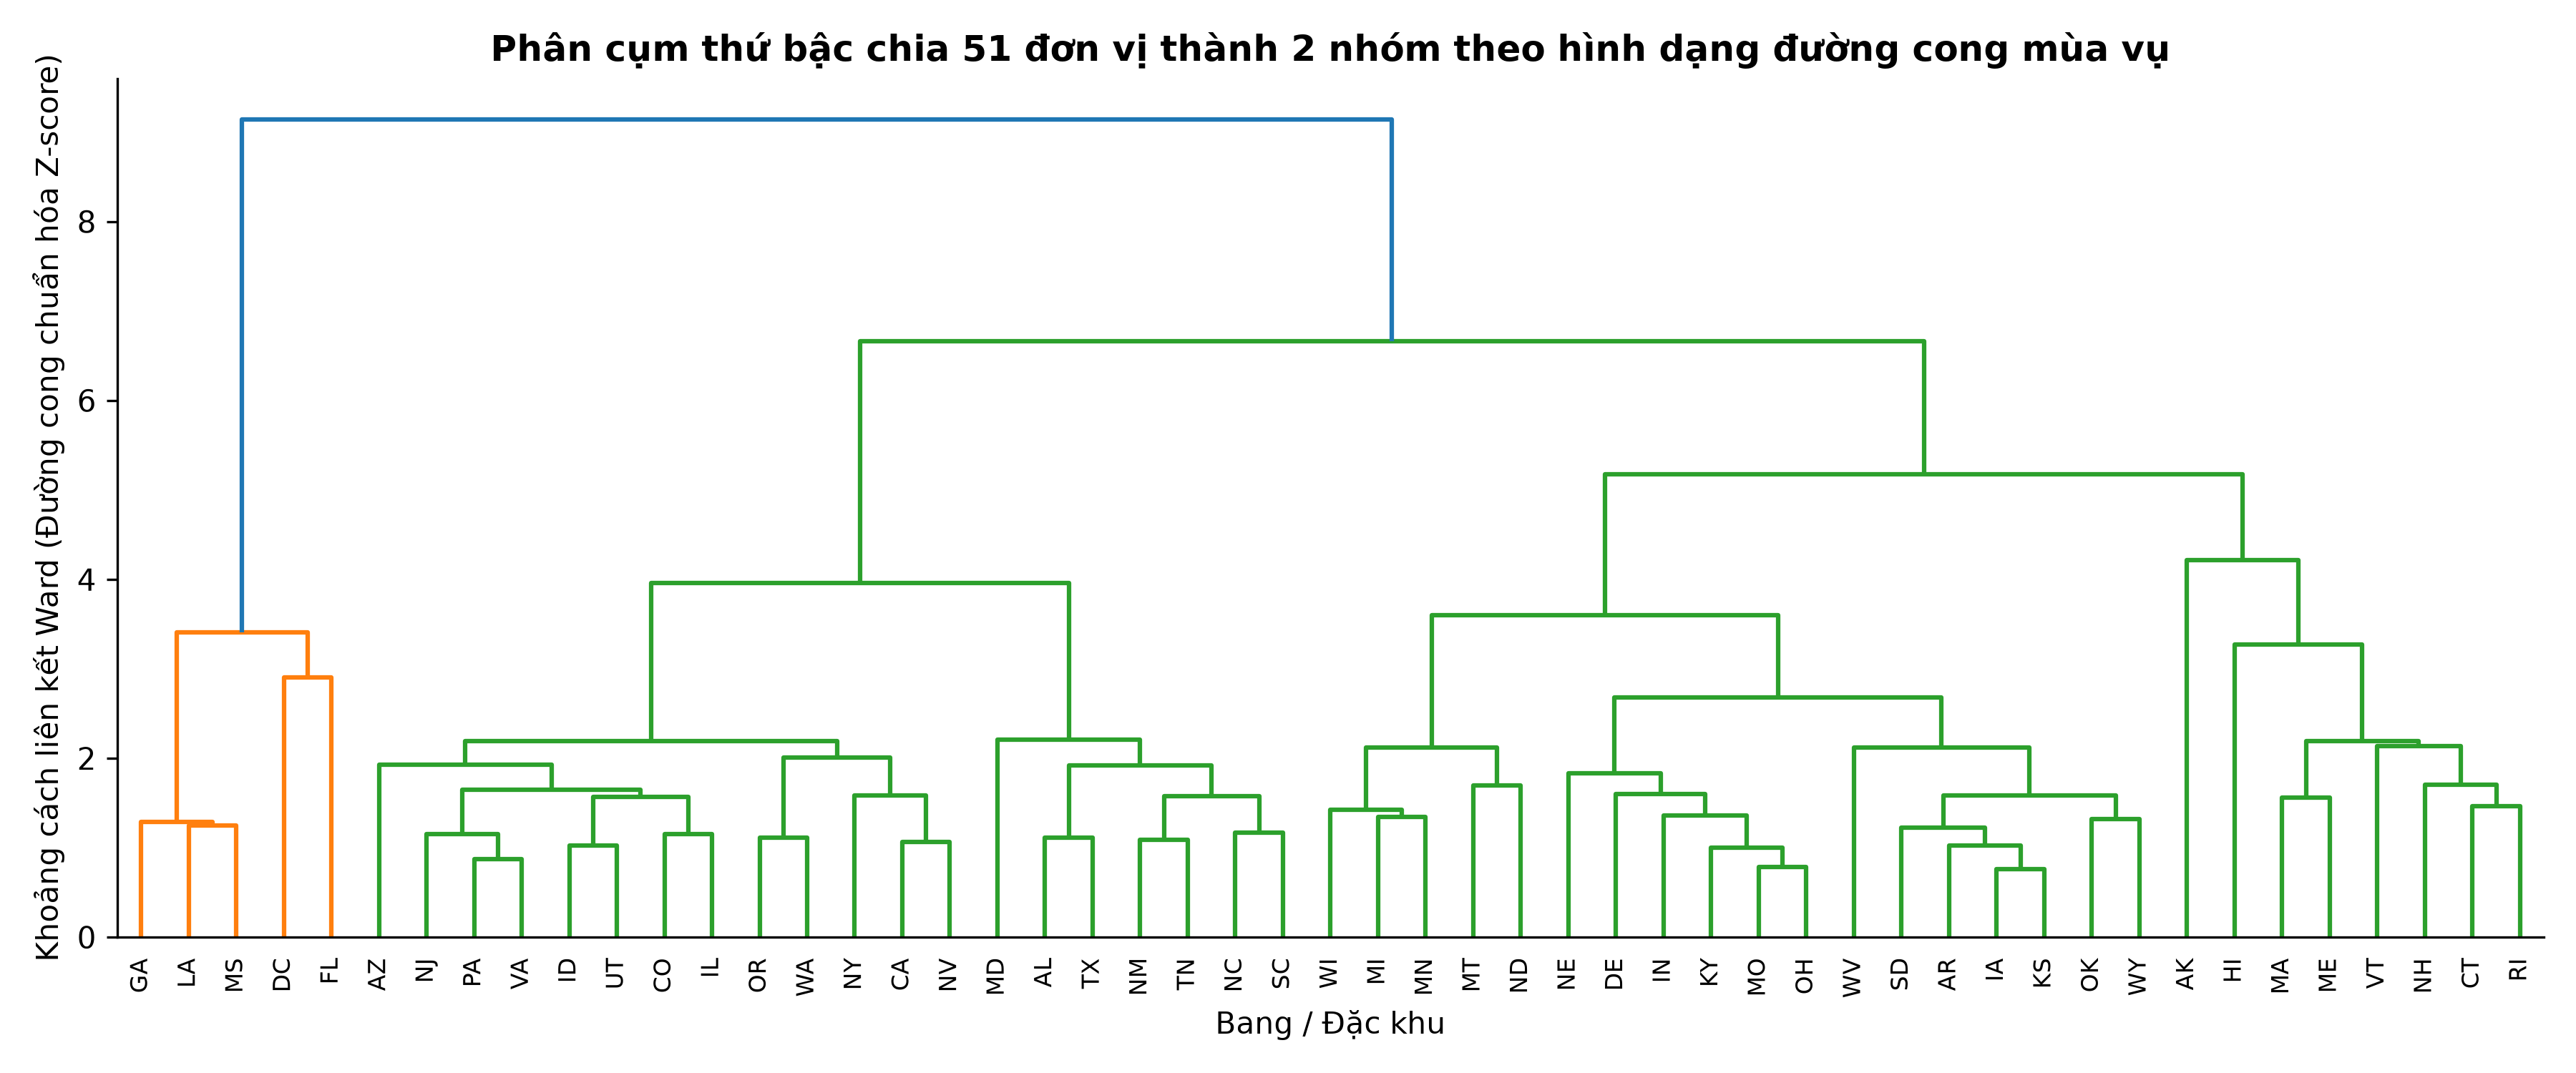 Phân cụm thứ bậc chia 51 đơn vị thành 2 nhóm theo hình dạng đường cong mùa vụ
Khoảng cách liên kết Ward (Đường cong chuẩn hóa Z-score)
8
6
4
2
0
GA LA MS DC FL AZ NJ PA VA ID UT CO IL OR WA NY CA NV MD AL TX NM TN NC SC WI MI MN MT ND NE DE IN KY MO OH WV SD AR IA KS OK WY AK HI MA ME VT NH CT RI
Bang / Đặc khu